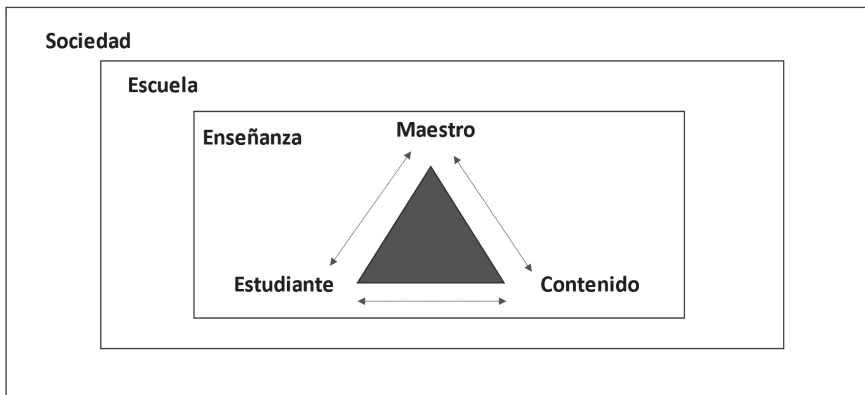 Sociedad
Escuela
Enseñanza
Maestro
Estudiante
Contenido